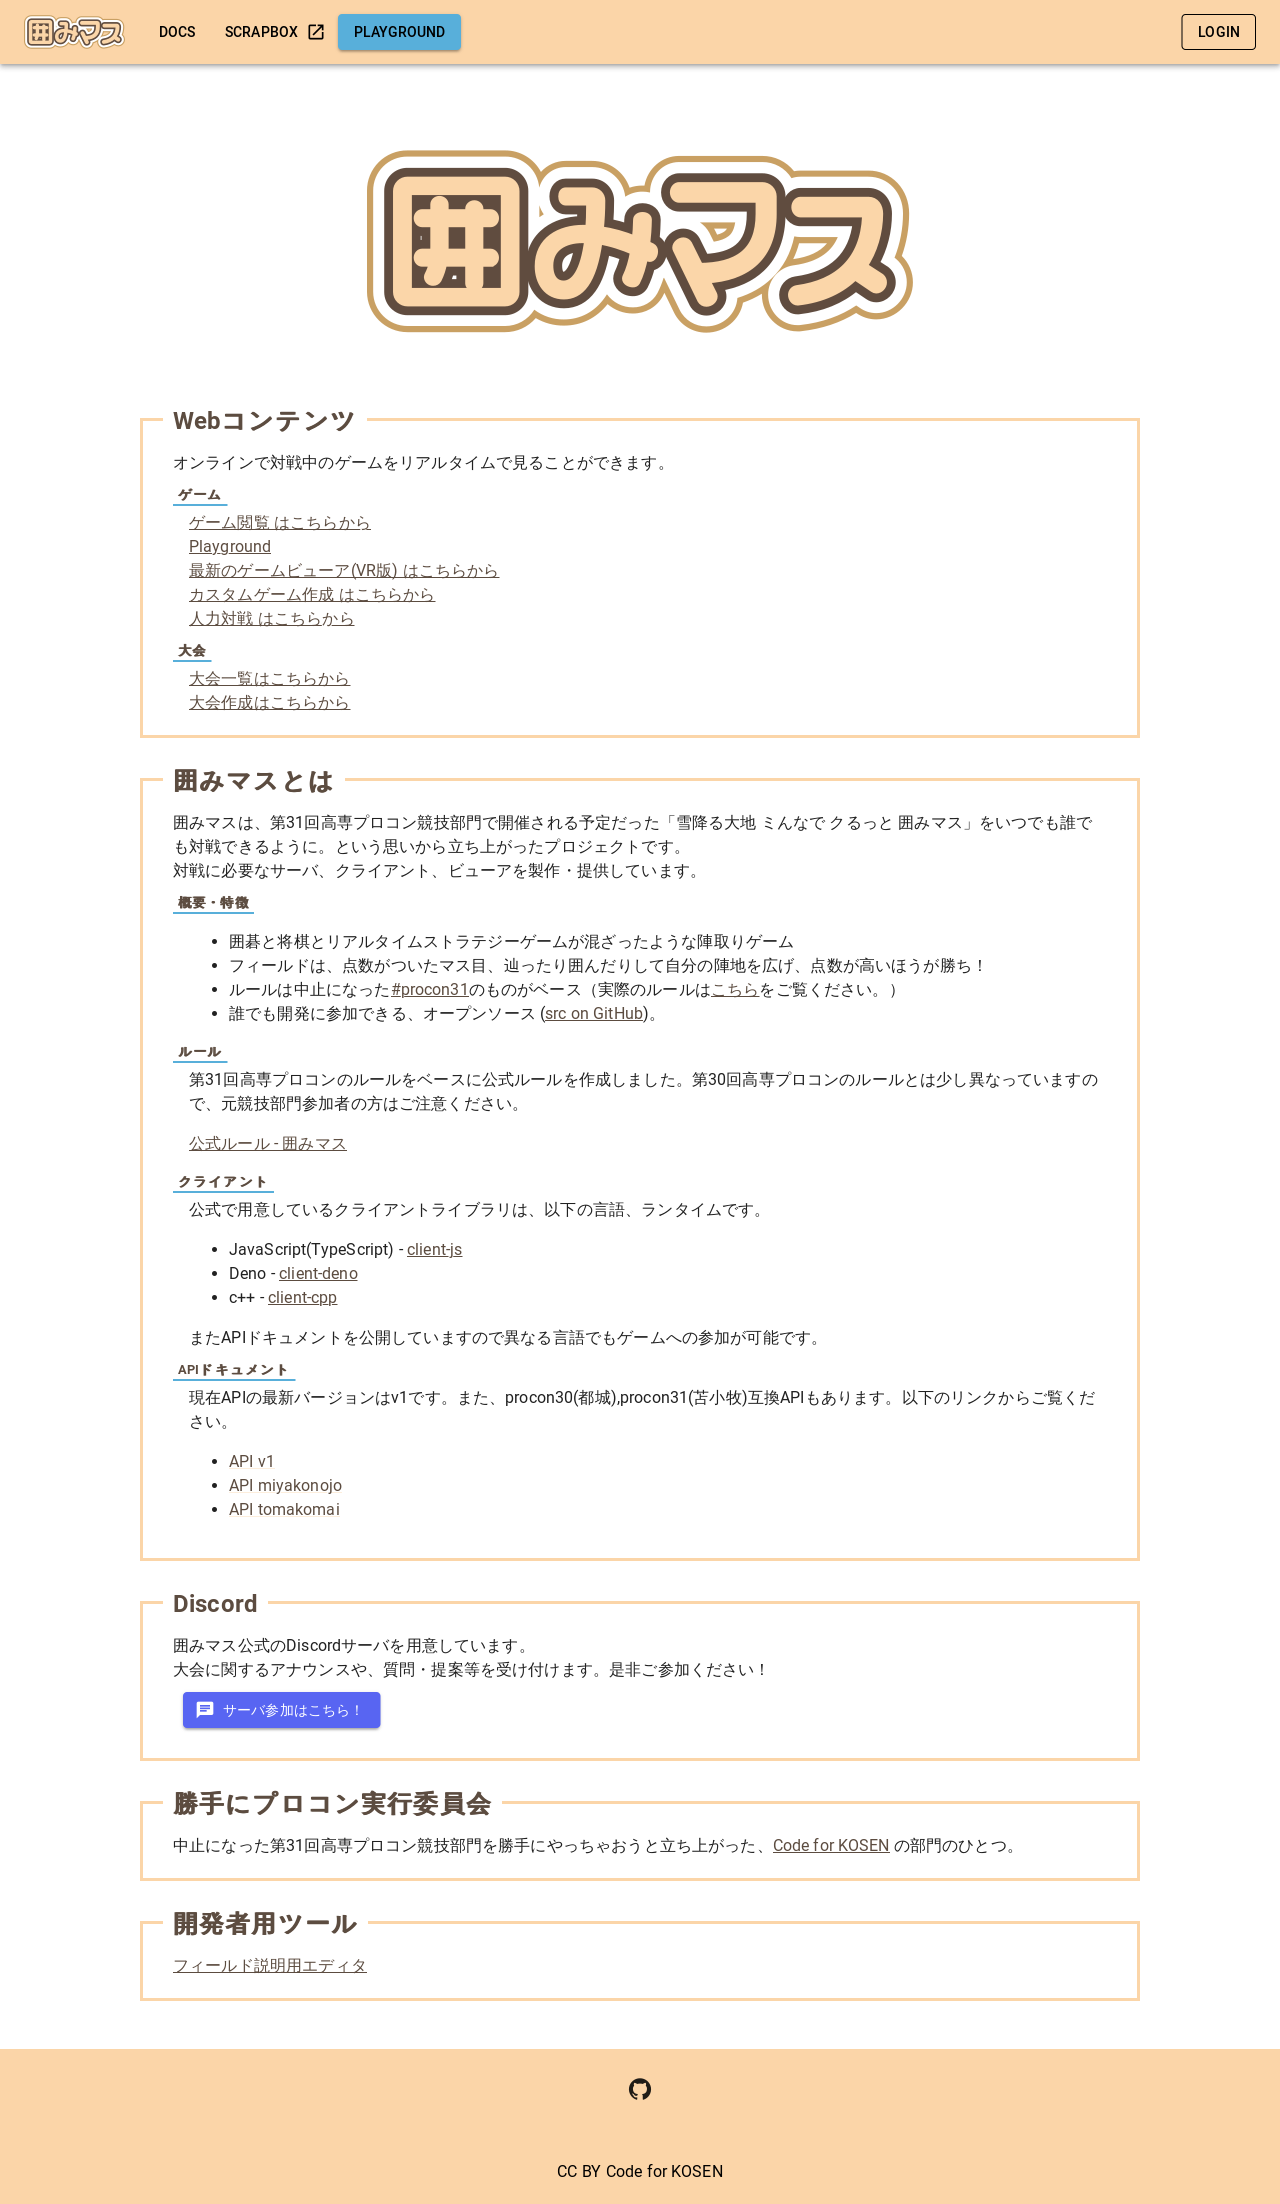 囲みマス DOCS SCRAPBOX PLAYGROUND LOGIN
囲みマス
Webコンテンツ
オンラインで対戦中のゲームをリアルタイムで見ることができます。
ゲーム
ゲーム閲覧 はこちらから
Playground
最新のゲームビューア(VR版) はこちらから
カスタムゲーム作成 はこちらから
人力対戦 はこちらから
大会
大会一覧はこちらから
大会作成はこちらから
囲みマスとは
囲みマスは、第31回高専プロコン競技部門で開催される予定だった「雪降る大地 ミんなで クるっと 囲みマス」をいつでも誰で
も対戦できるように。という思いから立ち上がったプロジェクトです。
対戦に必要なサーバ、クライアント、ビューアを製作・提供しています。
概要・特徴
囲碁と将棋とリアルタイムストラテジーゲームが混ざったような陣取りゲーム
フィールドは、点数がついたマス目、辿ったり囲んだりして自分の陣地を広げ、点数が高いほうが勝ち！
ルールは中止になった#procon31のものがベース（実際のルールはこちらをご覧ください。）
誰でも開発に参加できる、オープンソース (src on GitHub)。
ルール
第31回高専プロコンのルールをベースに公式ルールを作成しました。第30回高専プロコンのルールとは少し異なっていますの
で、元競技部門参加者の方はご注意ください。
公式ルール - 囲みマス
クライアント
公式で用意しているクライアントライブラリは、以下の言語、ランタイムです。
JavaScript(TypeScript) - client-js
Deno - client-deno
c++ - client-cpp
またAPIドキュメントを公開していますので異なる言語でもゲームへの参加が可能です。
APIドキュメント
現在APIの最新バージョンはv1です。また、procon30(都城),procon31(苫小牧)互換APIもあります。以下のリンクからご覧くだ
さい。
API v1
API miyakonojo
API tomakomai
Discord
囲みマス公式のDiscordサーバを用意しています。
大会に関するアナウンスや、質問・提案等を受け付けます。是非ご参加ください！
サーバ参加はこちら！
勝手にプロコン実行委員会
中止になった第31回高専プロコン競技部門を勝手にやっちゃおうと立ち上がった、Code for KOSEN の部門のひとつ。
開発者用ツール
フィールド説明用エディタ
CC BY Code for KOSEN